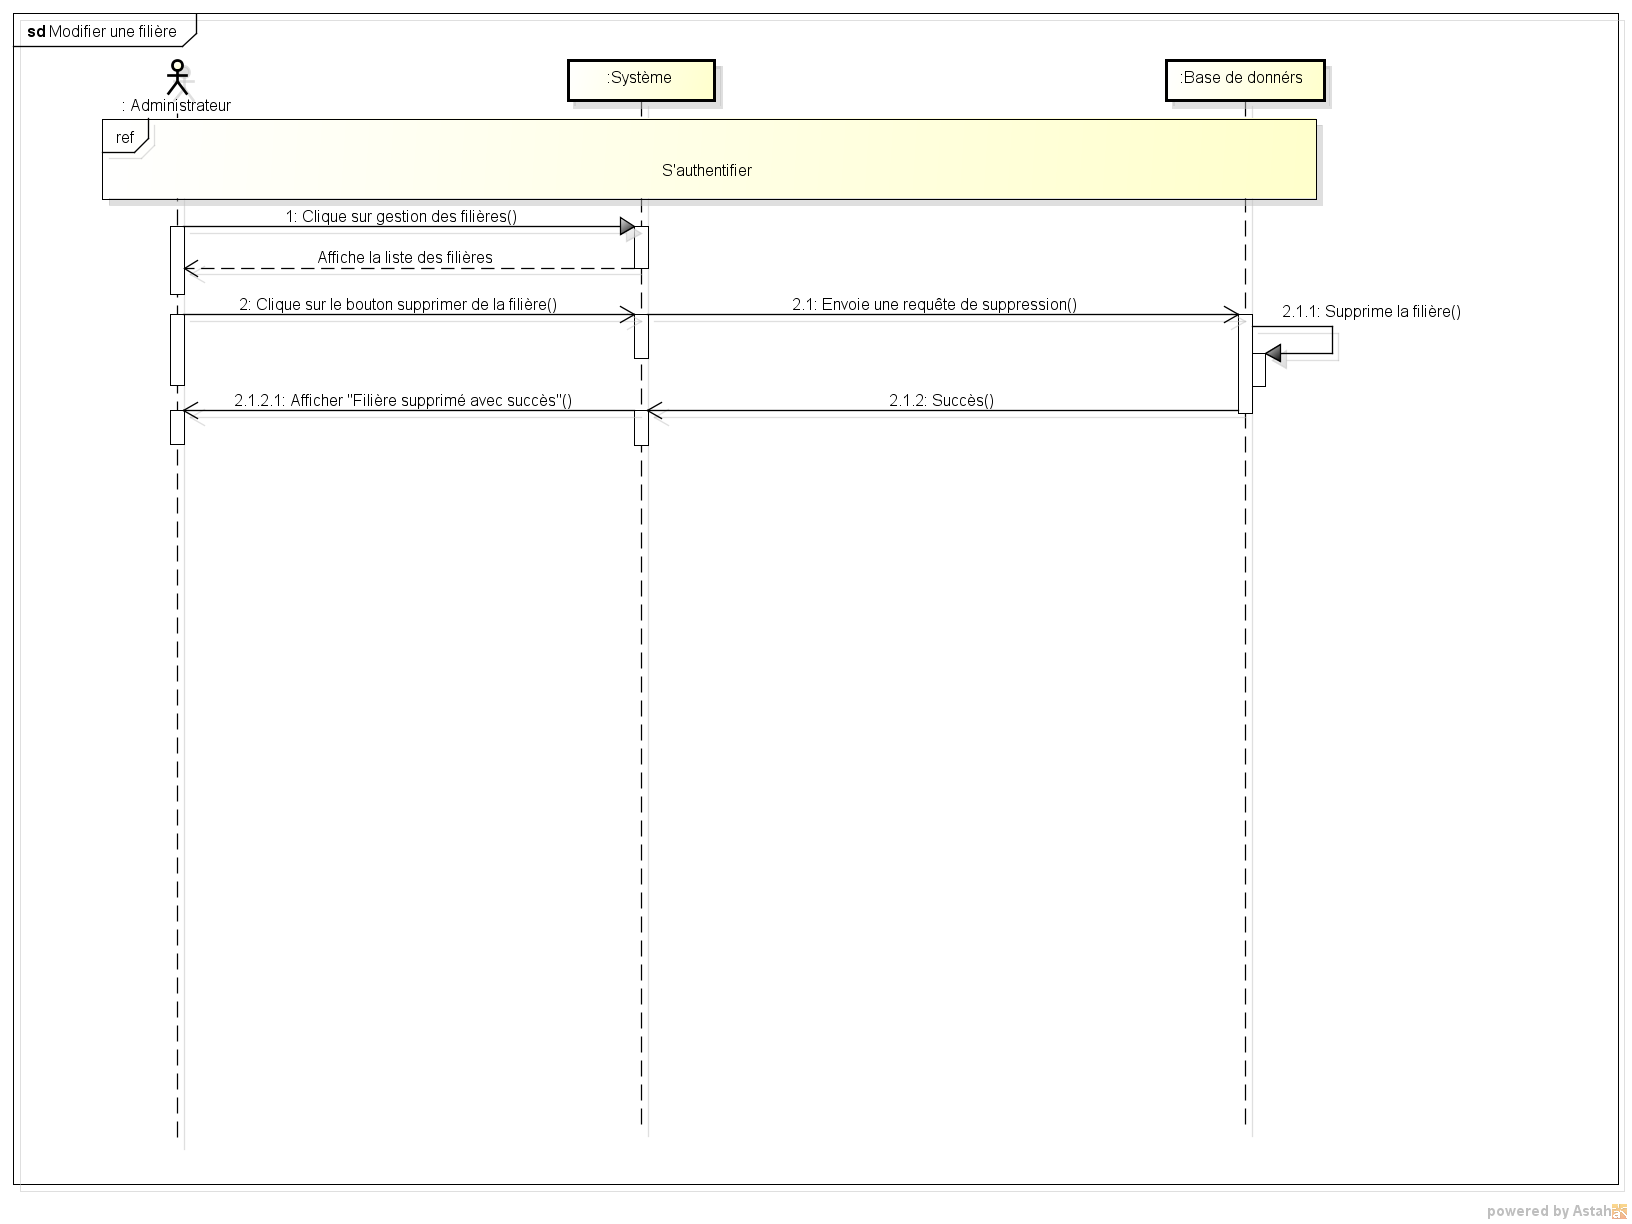 sd Modifier une filière
: Administrateur
:Système
:Base de donnérs
ref
S'authentifier
1: Clique sur gestion des filières()
Affiche la liste des filières
2: Clique sur le bouton supprimer de la filière()
2.1: Envoie une requête de suppression()
2.1.1: Supprime la filière()
2.1.2.1: Afficher "Filière supprimé avec succès"()
2.1.2: Succès()
powered by Astah